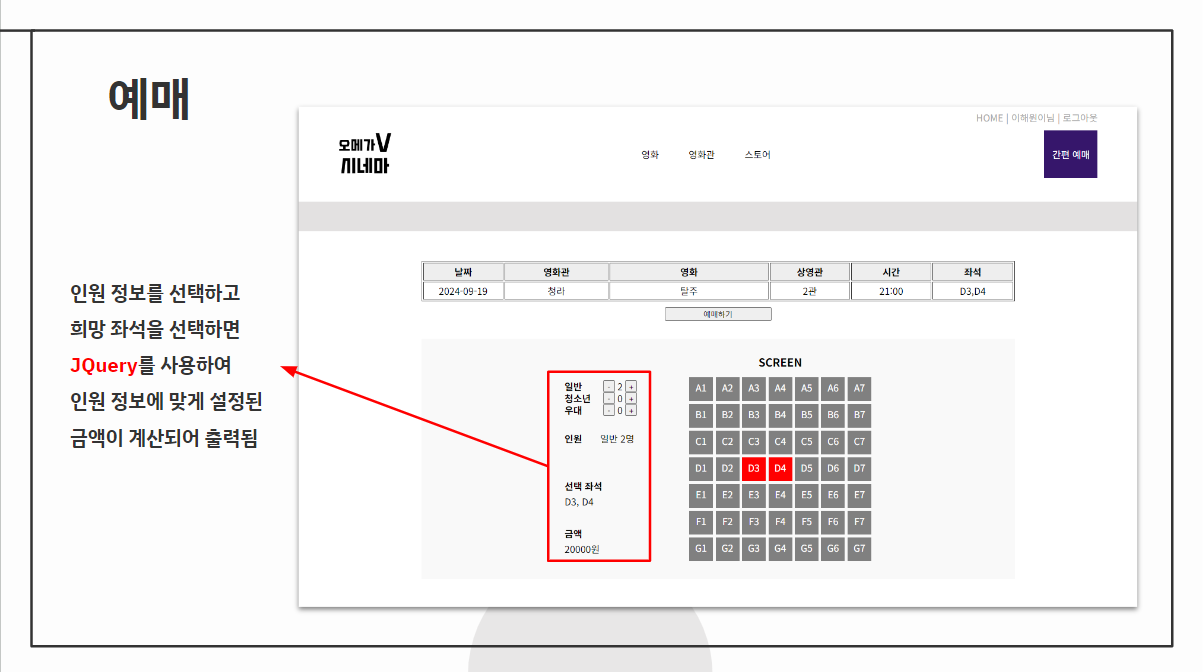 예매
HOME | 이해원이님 | 로그아웃
오메가V
시네마
영화 영화관 스토어
간편 예매
인원 정보를 선택하고
희망 좌석을 선택하면
JQuery를 사용하여
인원 정보에 맞게 설정된
금액이 계산되어 출력됨
날짜 영화관 영화 상영관 시간 좌석
2024-09-19 청라 탈주 2관 21:00 D3,D4
예매하기
일반 - 2 +
청소년 - 0 +
우대 - 0 +
인원 일반 2명
선택 좌석
D3, D4
금액
20000원
SCREEN
A1 A2 A3 A4 A5 A6 A7
B1 B2 B3 B4 B5 B6 B7
C1 C2 C3 C4 C5 C6 C7
D1 D2 D3 D4 D5 D6 D7
E1 E2 E3 E4 E5 E6 E7
F1 F2 F3 F4 F5 F6 F7
G1 G2 G3 G4 G5 G6 G7